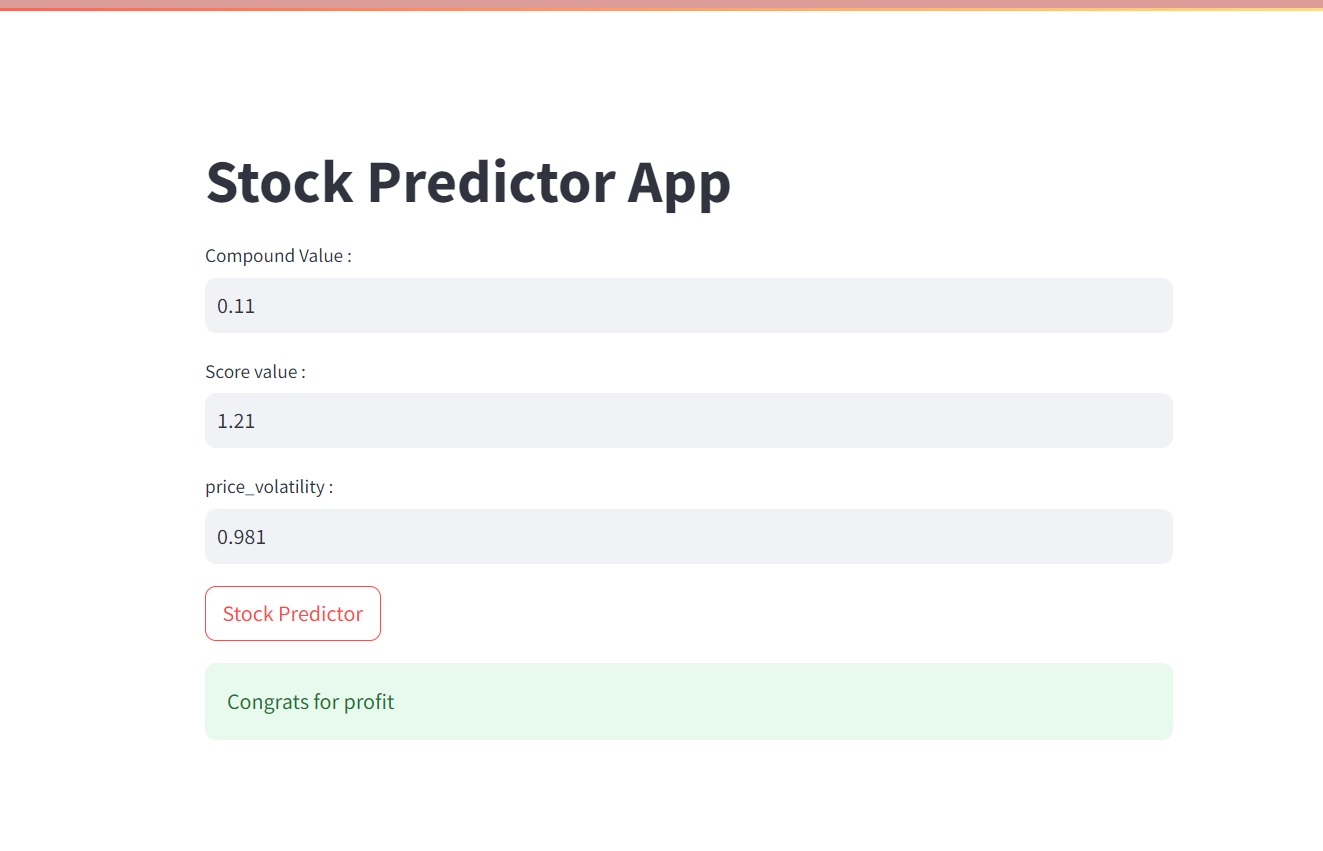 Stock Predictor App
Compound Value :
0.11
Score value :
1.21
price_volatility :
0.981
Stock Predictor
Congrats for profit